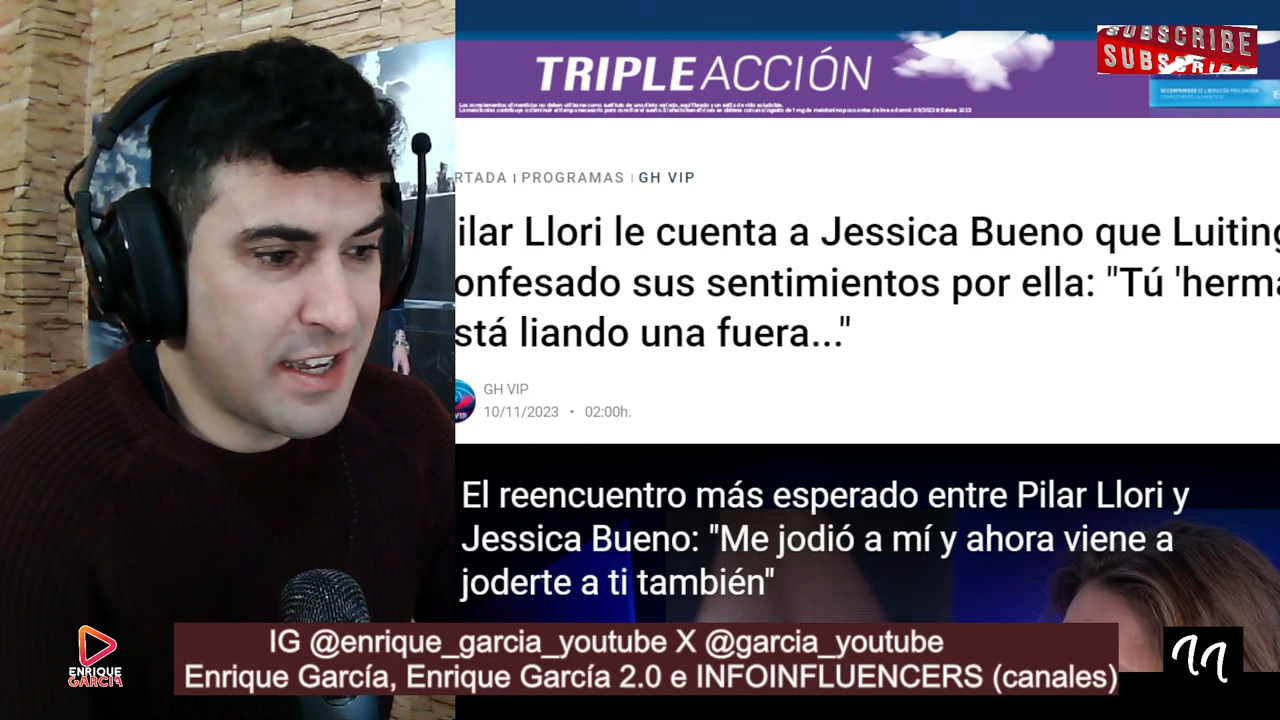 SUBSCRIBE
SUBSCRIBE
TRIPLE ACCIÓN
RTADA | PROGRAMAS | GH VIP
ilar Llori le cuenta a Jessica Bueno que Luiting
onfesado sus sentimientos por ella: "Tú 'herma
stá liando una fuera..."
GH VIP
10/11/2023 • 02:00h.
El reencuentro más esperado entre Pilar Llori y
Jessica Bueno: "Me jodió a mí y ahora viene a
joderte a ti también"
IG @enrique_garcia_youtube X @garcia_youtube
Enrique García, Enrique García 2.0 e INFOINFLUENCERS (canales)
ENRIQUE
GARCÍA